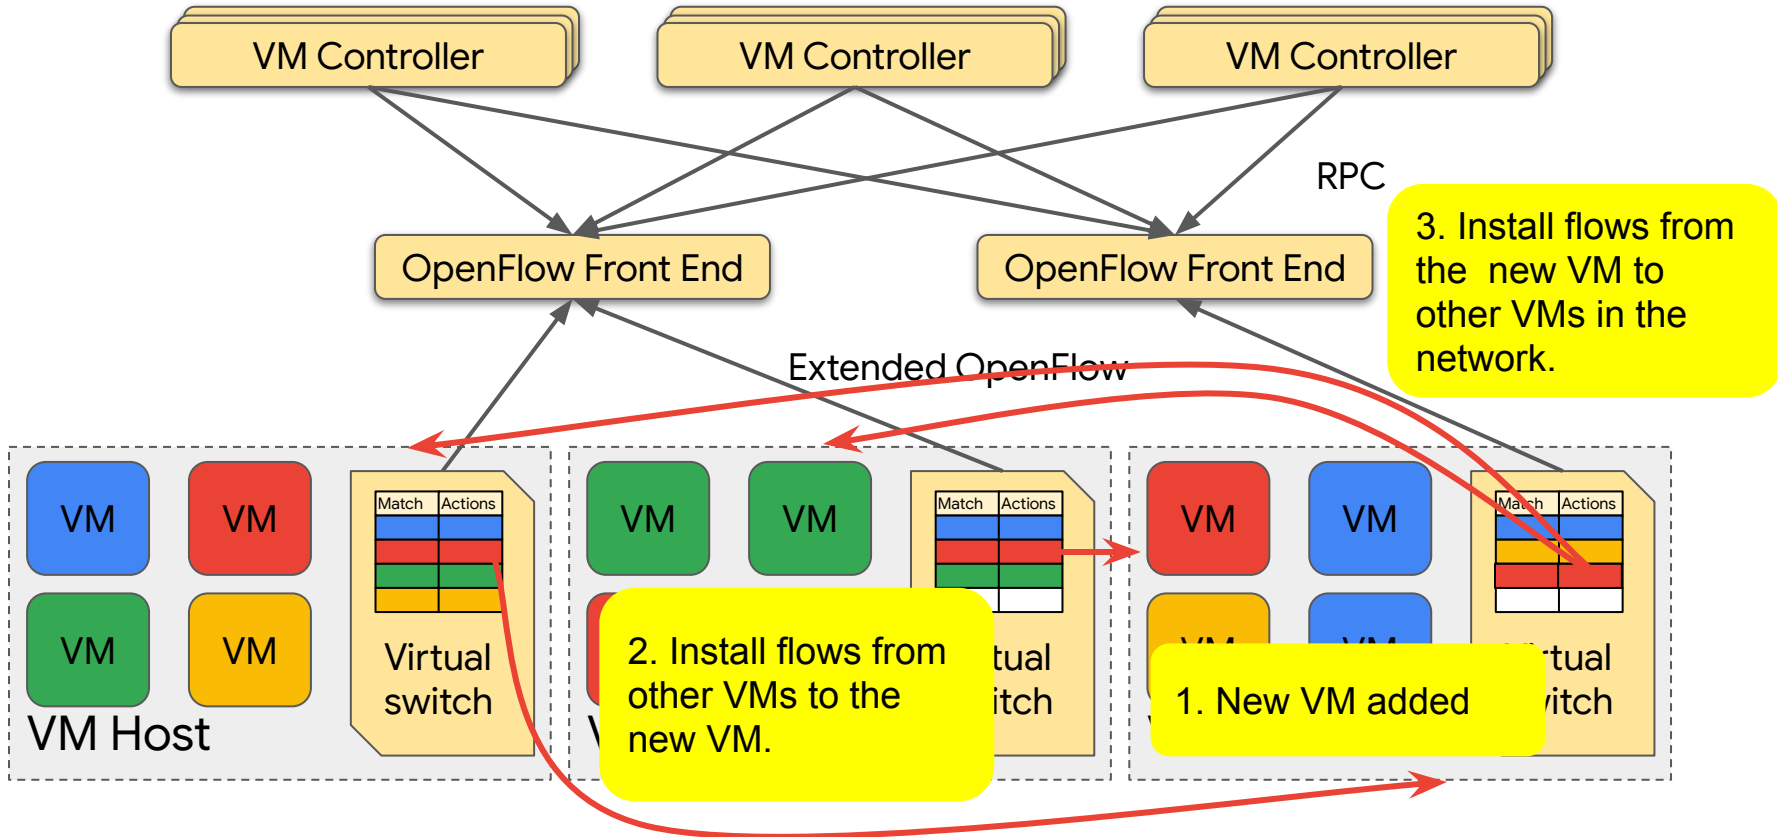 VM Controller
VM Controller
VM Controller
RPC
3. Install flows from
the new VM to
other VMs in the
network.
OpenFlow Front End
OpenFlow Front End
Extended OpenFlow
VM
VM
Match Actions
VM
VM
Match Actions
VM
VM
Match Actions
VM
VM
Virtual
switch
VM Host
2. Install flows from
other VMs to the
new VM.
tual
itch
VM
VM
1. New VM added
rtual
itch